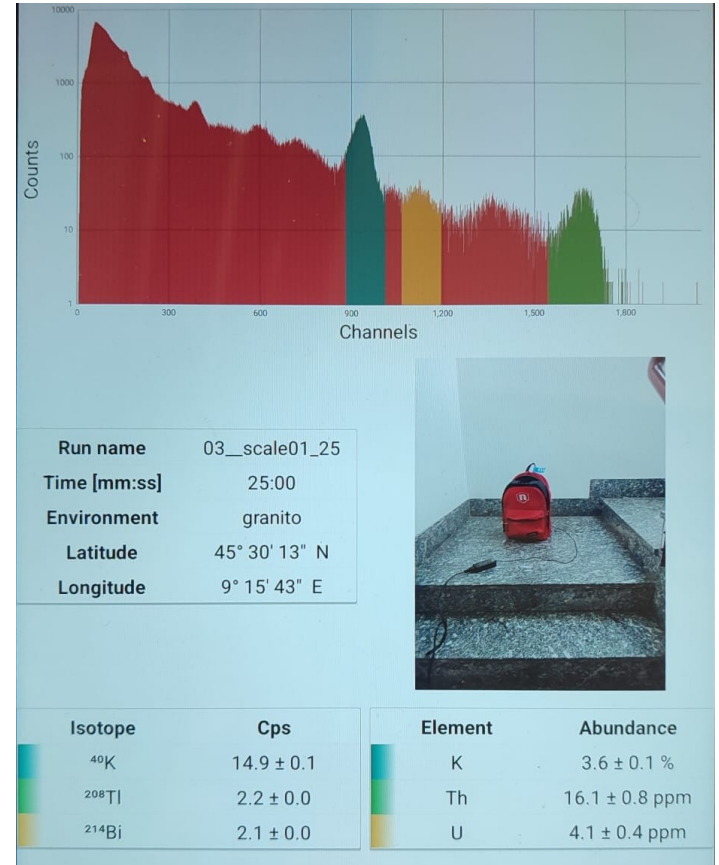 10000
1000
100
10
1
Counts
0 300 600 900 1,200 1,500 1,800
Channels
n
Run name 03__scale01_25
Time [mm:ss] 25:00
Environment granito
Latitude 45° 30' 13" N
Longitude 9° 15' 43" E
Isotope Cps
⁴⁰K 14.9 ± 0.1
²⁰⁸Tl 2.2 ± 0.0
²¹⁴Bi 2.1 ± 0.0
Element Abundance
K 3.6 ± 0.1 %
Th 16.1 ± 0.8 ppm
U 4.1 ± 0.4 ppm